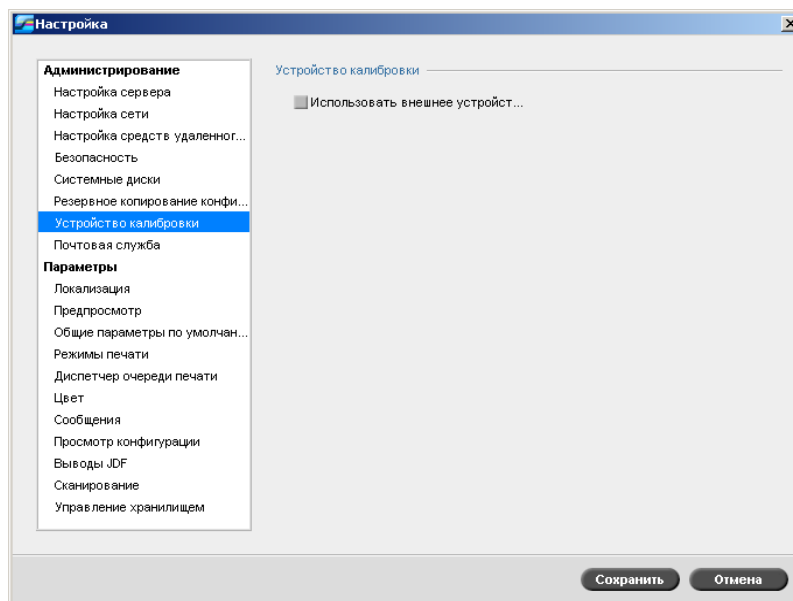 Настройка
Администрирование
Настройка сервера
Настройка сети
Настройка средств удаленног...
Безопасность
Системные диски
Резервное копирование конфи...
Устройство калибровки
Почтовая служба
Параметры
Локализация
Предпросмотр
Общие параметры по умолчан...
Режимы печати
Диспетчер очереди печати
Цвет
Сообщения
Просмотр конфигурации
Выводы JDF
Сканирование
Управление хранилищем
Устройство калибровки
Использовать внешнее устройст...
Сохранить
Отмена